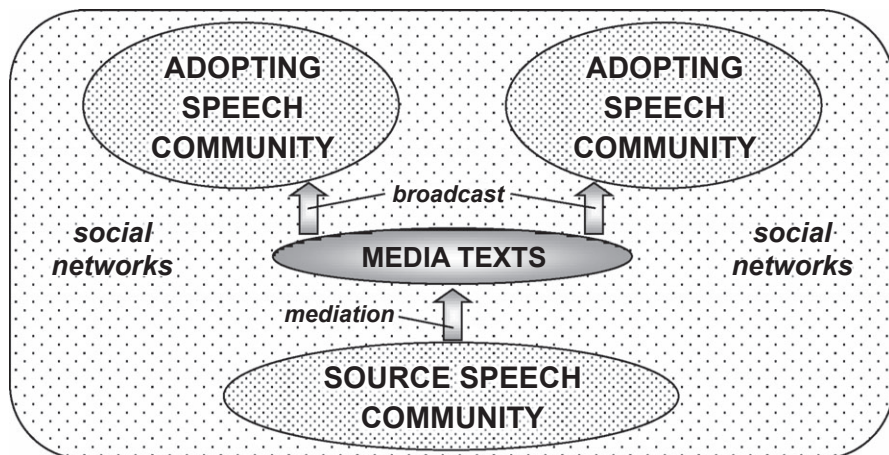 ADOPTING
SPEECH
COMMUNITY
ADOPTING
SPEECH
COMMUNITY
broadcast
social
networks
MEDIA TEXTS
social
networks
mediation
SOURCE SPEECH
COMMUNITY